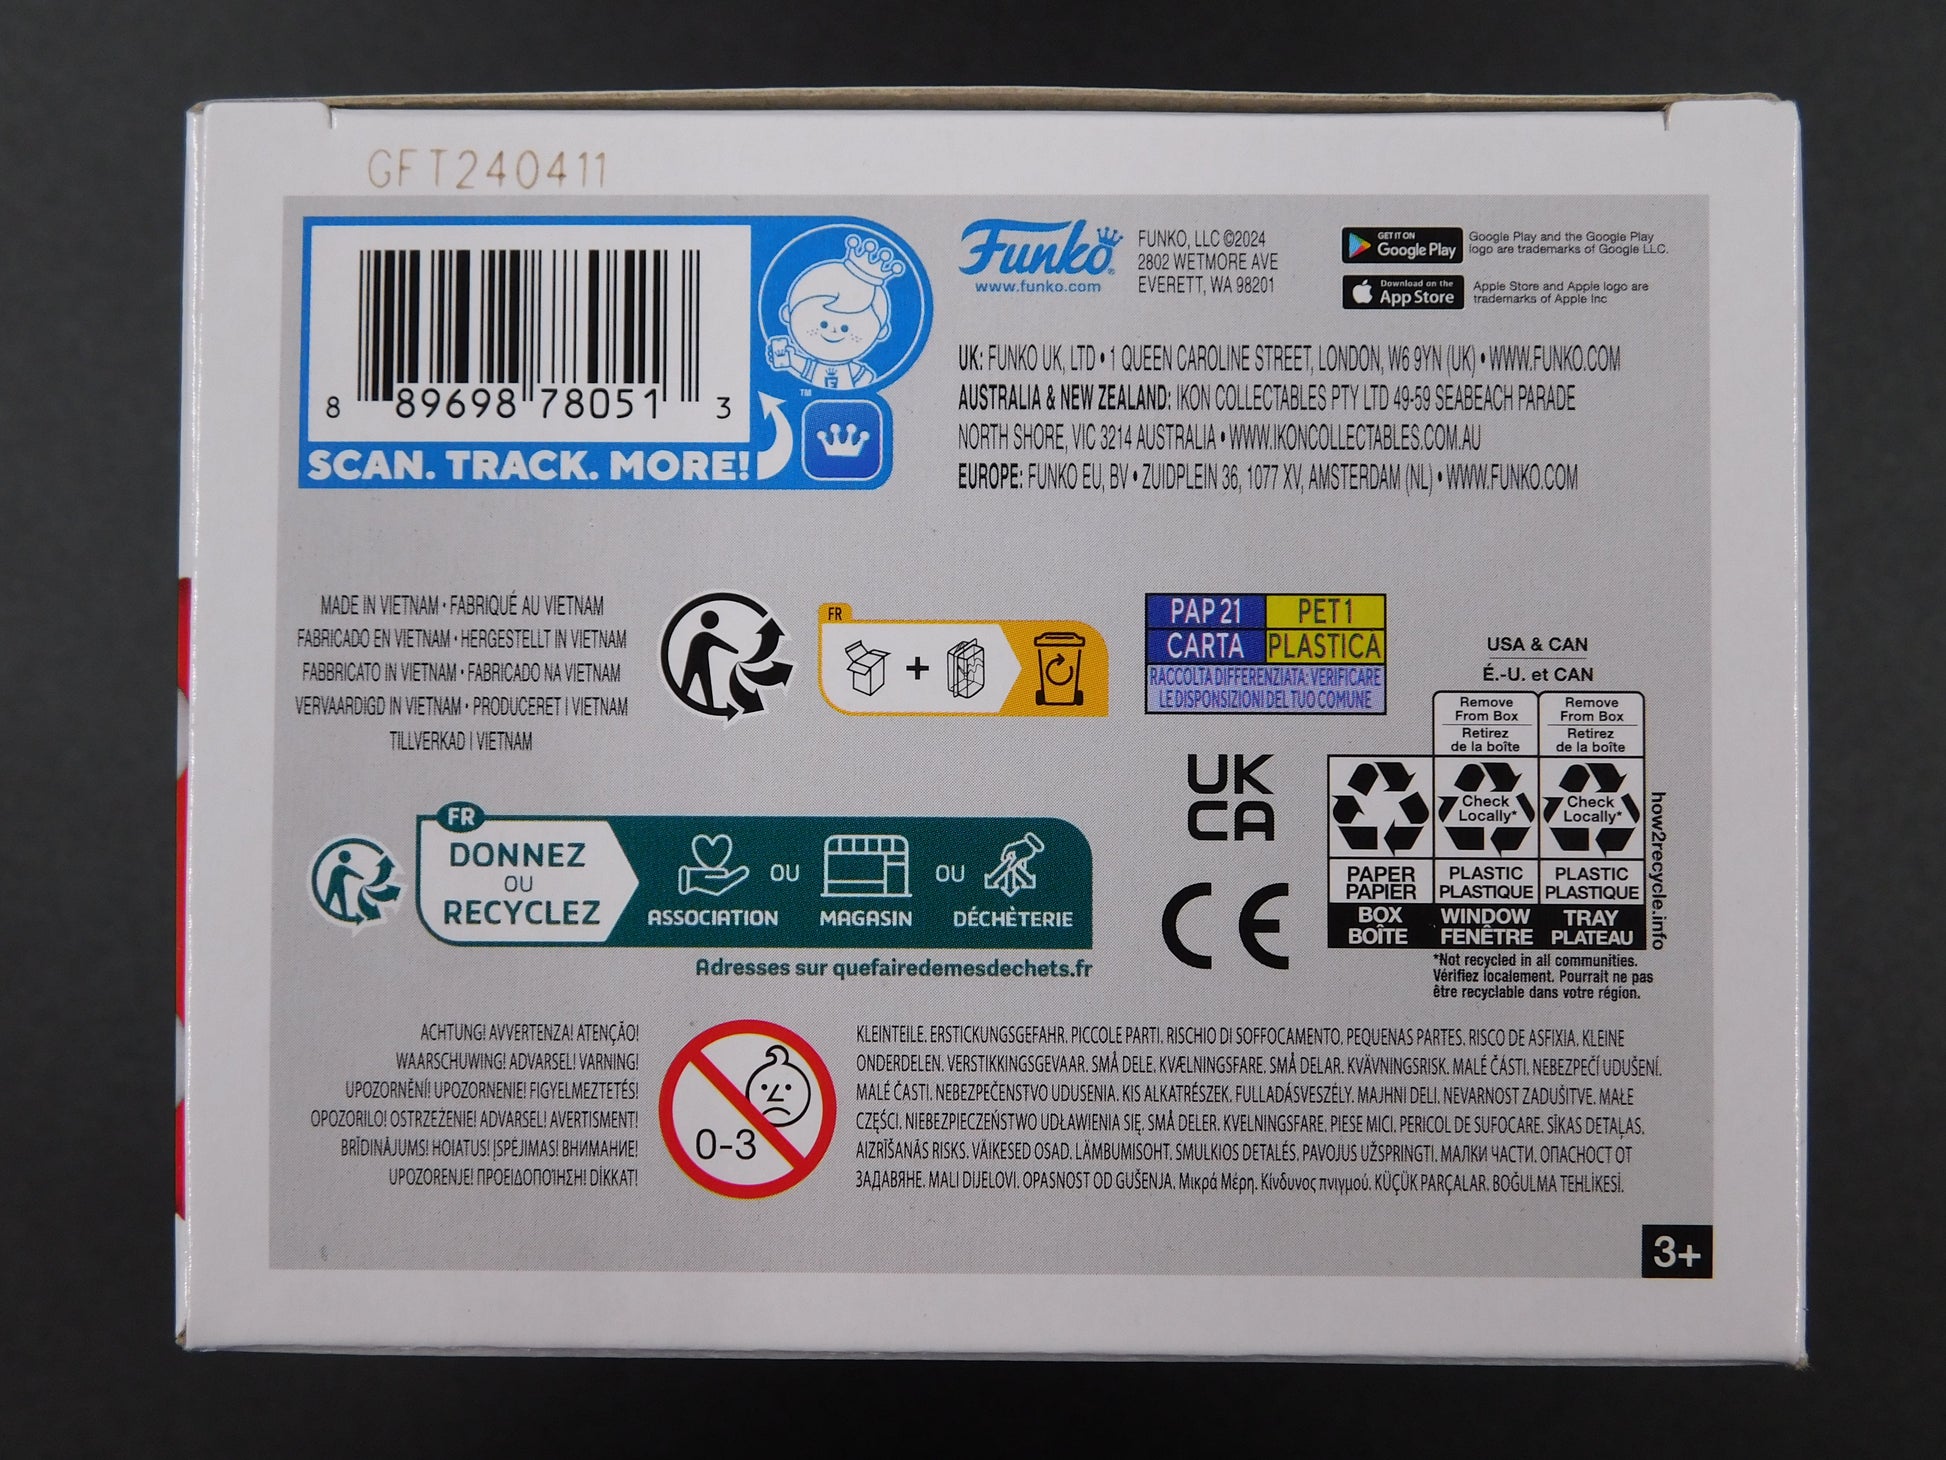 GFT240411
8 89698 78051 3
SCAN. TRACK. MORE!
TM
Funko
www.funko.com
FUNKO, LLC ©2024
2802 WETMORE AVE
EVERETT, WA 98201
GET IT ON
Google Play
Google Play and the Google Play
logo are trademarks of Google LLC.
Download on the
App Store
Apple Store and Apple logo are
trademarks of Apple Inc
UK: FUNKO UK, LTD • 1 QUEEN CAROLINE STREET, LONDON, W6 9YN (UK) • WWW.FUNKO.COM
AUSTRALIA & NEW ZEALAND: IKON COLLECTABLES PTY LTD 49-59 SEABEACH PARADE
NORTH SHORE, VIC 3214 AUSTRALIA • WWW.IKONCOLLECTABLES.COM.AU
EUROPE: FUNKO EU, BV • ZUIDPLEIN 36, 1077 XV, AMSTERDAM (NL) • WWW.FUNKO.COM
MADE IN VIETNAM • FABRIQUÉ AU VIETNAM
FABRICADO EN VIETNAM • HERGESTELLT IN VIETNAM
FABBRICATO IN VIETNAM • FABRICADO NA VIETNAM
VERVAARDIGD IN VIETNAM • PRODUCERET I VIETNAM
TILLVERKAD I VIETNAM
FR
+
PAP 21
PET 1
CARTA
PLASTICA
RACCOLTA DIFFERENZIATA: VERIFICARE
LE DISPONSIZIONI DEL TUO COMUNE
USA & CAN
É.-U. et CAN
Remove
From Box
Retirez
de la boîte
Remove
From Box
Retirez
de la boîte
Check
Locally*
Check
Locally*
PAPER
PAPIER
PLASTIC
PLASTIQUE
PLASTIC
PLASTIQUE
BOX
BOÎTE
WINDOW
FENÊTRE
TRAY
PLATEAU
how2recycle.info
*Not recycled in all communities.
Vérifiez localement. Pourrait ne pas
être recyclable dans votre région.
UK
CA
CE
FR
DONNEZ
OU
RECYCLEZ
ASSOCIATION
OU
MAGASIN
OU
DÉCHÈTERIE
Adresses sur quefairedemesdechets.fr
ACHTUNG! AVVERTENZA! ATENÇÃO!
WAARSCHUWING! ADVARSEL! VARNING!
UPOZORNĚNÍ! UPOZORNENIE! FIGYELMEZTETÉS!
OPOZORILO! OSTRZEŻENIE! ADVARSEL! AVERTISMENT!
BRĪDINĀJUMS! HOIATUS! ĮSPĖJIMAS! ВНИМАНИЕ!
UPOZORENJE! ΠΡΟΕΙΔΟΠΟΊΗΣΗ! DİKKAT!
0-3
KLEINTEILE. ERSTICKUNGSGEFAHR. PICCOLE PARTI. RISCHIO DI SOFFOCAMENTO. PEQUENAS PARTES. RISCO DE ASFIXIA. KLEINE
ONDERDELEN. VERSTIKKINGSGEVAAR. SMÅ DELE. KVÆLNINGSFARE. SMÅ DELAR. KVÄVNINGSRISK. MALÉ ČÁSTI. NEBEZPEČÍ UDUŠENÍ.
MALÉ ČASTI. NEBEZPEČENSTVO UDUSENIA. KIS ALKATRÉSZEK. FULLADÁSVESZÉLY. MAJHNI DELI. NEVARNOST ZADUŠITVE. MAŁE
CZĘŚCI. NIEBEZPIECZEŃSTWO UDŁAWIENIA SIĘ. SMÅ DELER. KVELNINGSFARE. PIESE MICI. PERICOL DE SUFOCARE. SĪKAS DETAĻAS.
AIZRĪŠANĀS RISKS. VÄIKESED OSAD. LÄMBUMISOHT. SMULKIOS DETALĖS. PAVOJUS UŽSPRINGTI. МАЛКИ ЧАСТИ. ОПАСНОСТ ОТ
ЗАДАВЯНЕ. MALI DIJELOVI. OPASNOST OD GUŠENJA. Μικρά Μέρη. Κίνδυνος πνιγμού. KÜÇÜK PARÇALAR. BOĞULMA TEHLİKESİ.
3+